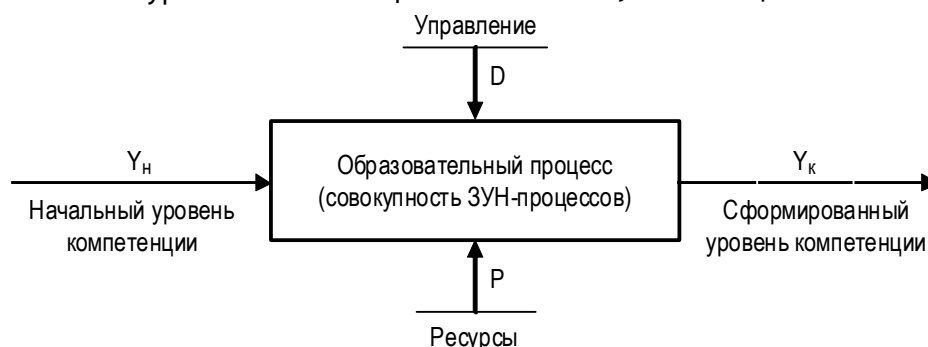 Управление
D
Yн
Образовательный процесс
(совокупность ЗУН-процессов)
Yк
Начальный уровень
компетенции
Сформированный
уровень компетенции
P
Ресурсы